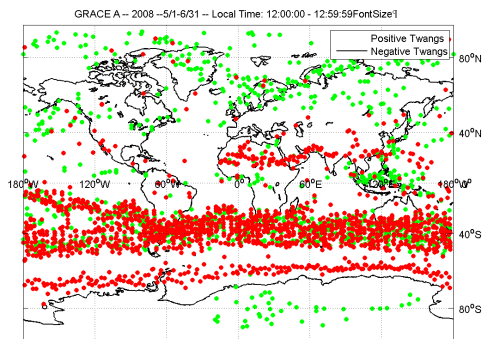 GRACE A -- 2008 --5/1-6/31 -- Local Time: 12:00:00 - 12:59:59FontSize¶
Positive Twangs
Negative Twangs
80°N
40°N
180°W 120°W 60°W 0°E 60°E 120°E 180°W
40°S
80°S